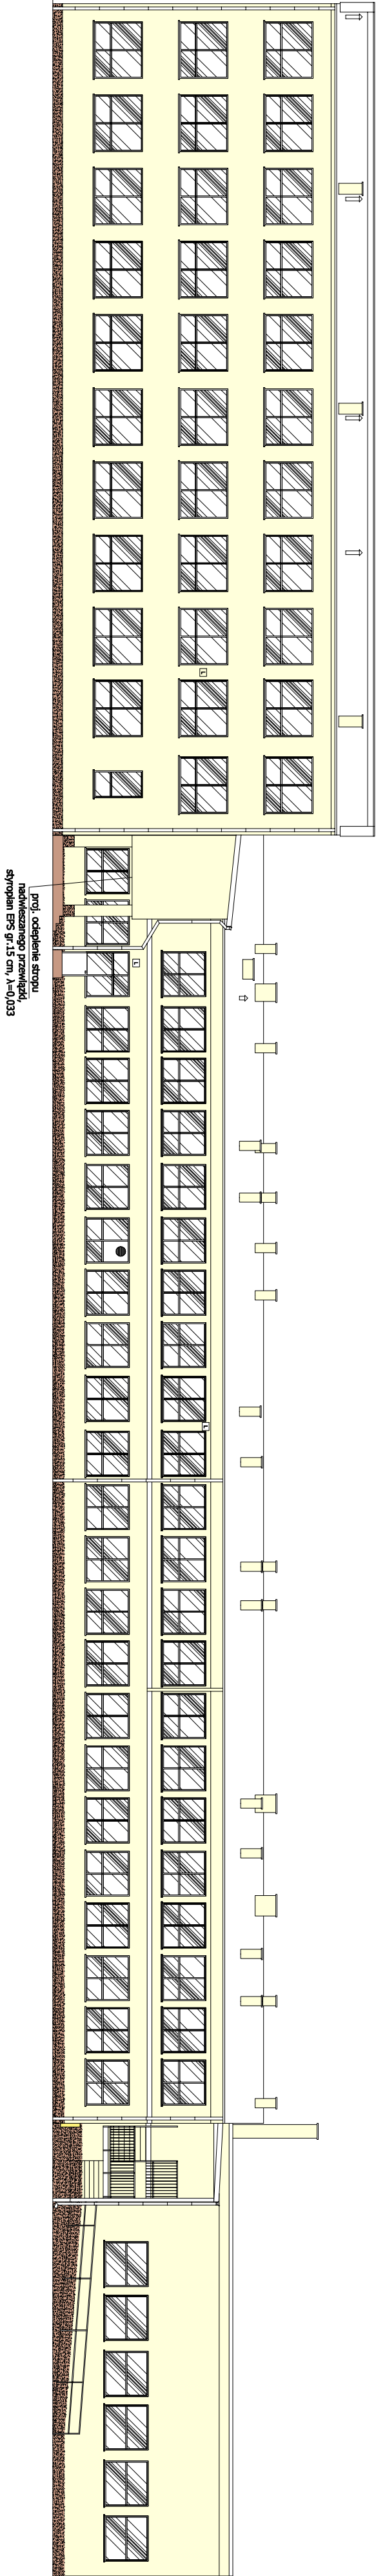 proj. ocieplenie stropu
nadwieszanego przewiązki,
styropian EPS gr.15 cm, λ=0,033